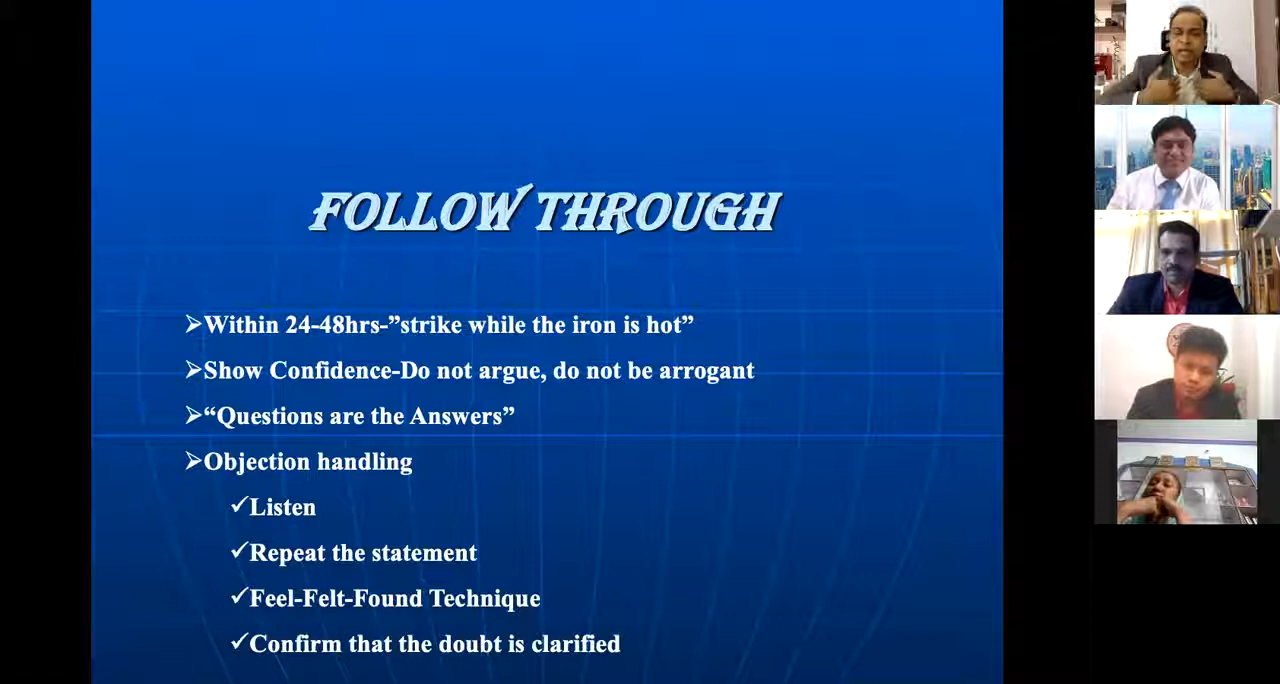 FOLLOW THROUGH
➢Within 24-48hrs-”strike while the iron is hot”
➢Show Confidence-Do not argue, do not be arrogant
➢“Questions are the Answers”
➢Objection handling
✓Listen
✓Repeat the statement
✓Feel-Felt-Found Technique
✓Confirm that the doubt is clarified